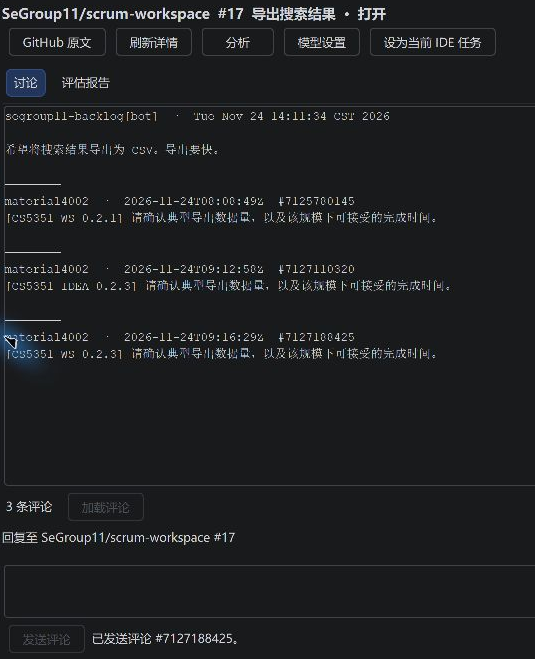 SeGroup11/scrum-workspace #17 导出搜索结果 • 打开
GitHub 原文 刷新详情 分析 模型设置 设为当前 IDE 任务
讨论 评估报告
segroup11-backlog[bot] · Tue Nov 24 14:11:34 CST 2026
希望将搜索结果导出为 CSV。导出要快。
material4002 · 2026-11-24T08:08:49Z #7125780145
[CS5351 WS 0.2.1] 请确认典型导出数据量，以及该规模下可接受的完成时间。
material4002 · 2026-11-24T09:12:58Z #7127110320
[CS5351 IDEA 0.2.3] 请确认典型导出数据量，以及该规模下可接受的完成时间。
material4002 · 2026-11-24T09:16:29Z #7127188425
[CS5351 WS 0.2.3] 请确认典型导出数据量，以及该规模下可接受的完成时间。
3 条评论 加载评论
回复至 SeGroup11/scrum-workspace #17
发送评论 已发送评论 #7127188425。